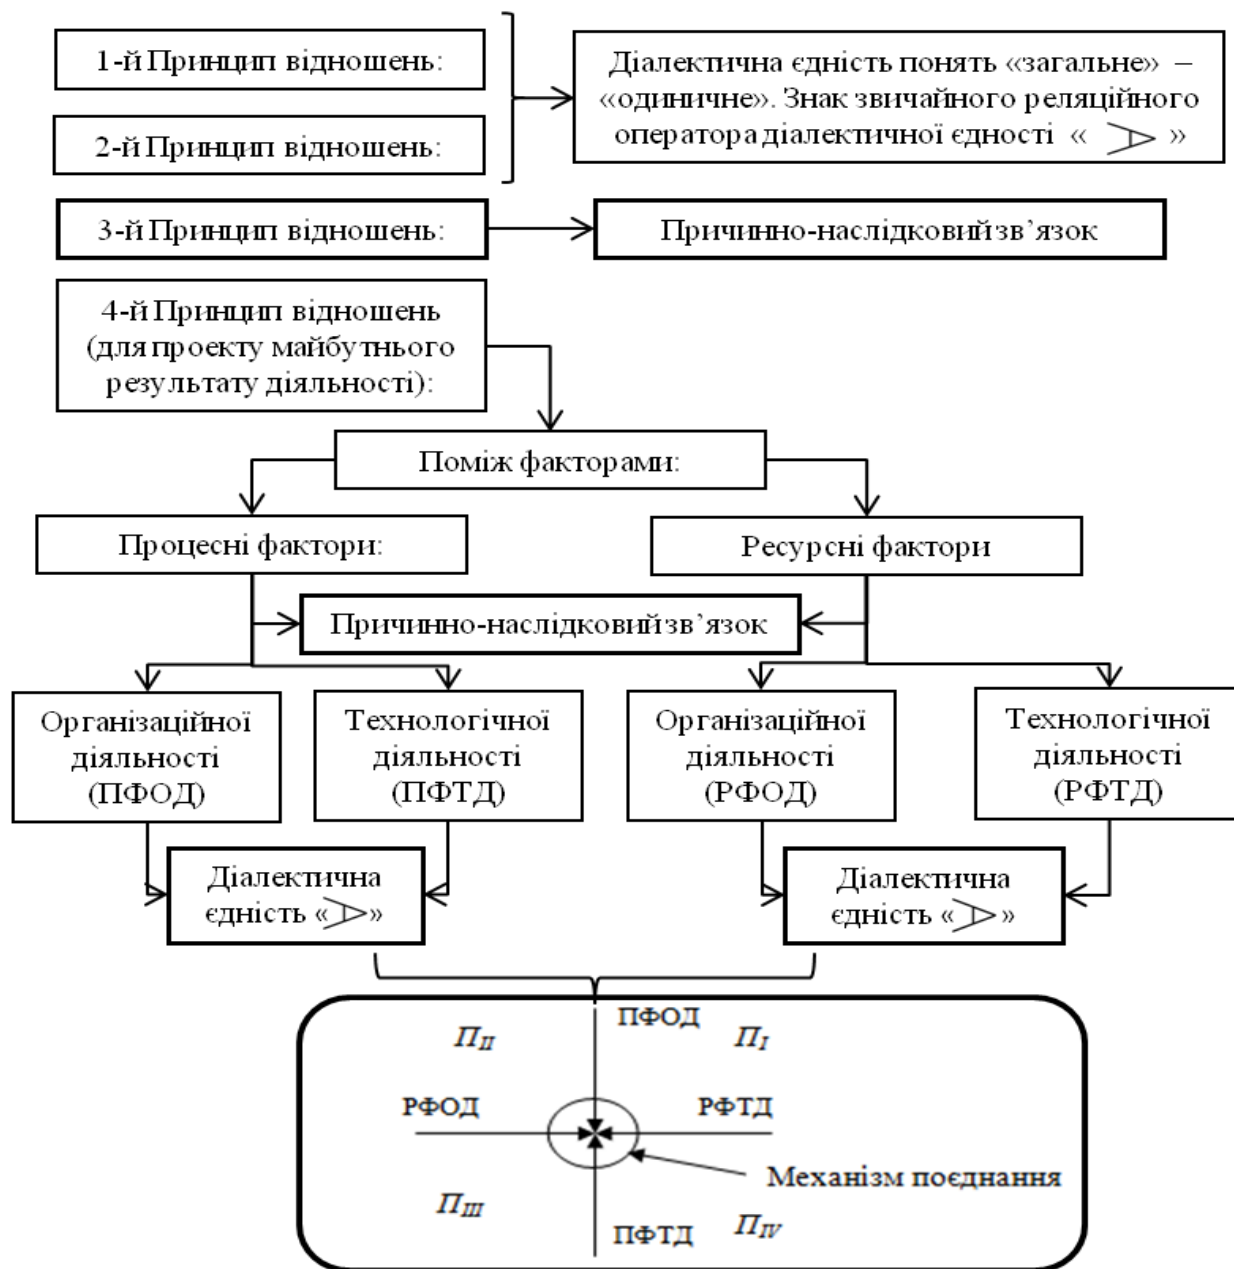 1-й Принцип відношень:
2-й Принцип відношень:
Діалектична єдність понять «загальне» –
«одиничне». Знак звичайного реляційного
оператора діалектичної єдності « »
3-й Принцип відношень:
Причинно-наслідковий зв’язок
4-й Принцип відношень
(для проекту майбутнього
результату діяльності):
Поміж факторами:
Процесні фактори:
Ресурсні фактори
Причинно-наслідковий зв’язок
Організаційної
діяльності
(ПФОД)
Технологічної
діяльності
(ПФТД)
Організаційної
діяльності
(РФОД)
Технологічної
діяльності
(РФТД)
Діалектична
єдність « »
Діалектична
єдність « »
ПФОД
П_II
П_I
РФОД
РФТД
Механізм поєднання
П_III
ПФТД
П_IV